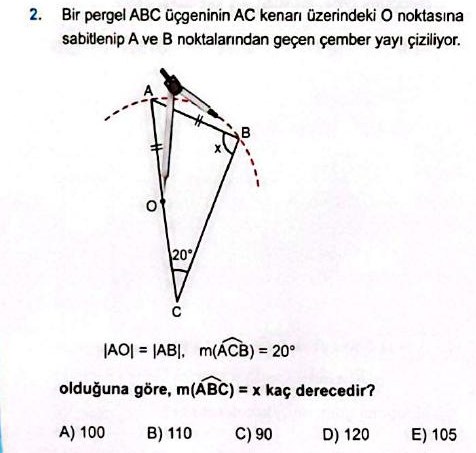 2. Bir pergel ABC üçgeninin AC kenarı üzerindeki O noktasına
sabitlenip A ve B noktalarından geçen çember yayı çiziliyor.
A
B
x
O
20°
C
|AO| = |AB|, m(ACB) = 20°
olduğuna göre, m(ABC) = x kaç derecedir?
A) 100 B) 110 C) 90 D) 120 E) 105